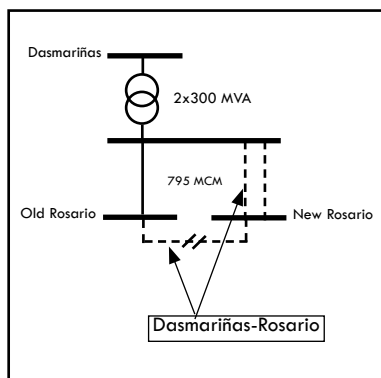 Dasmariñas
2x300 MVA
795 MCM
Old Rosario
New Rosario
Dasmariñas-Rosario